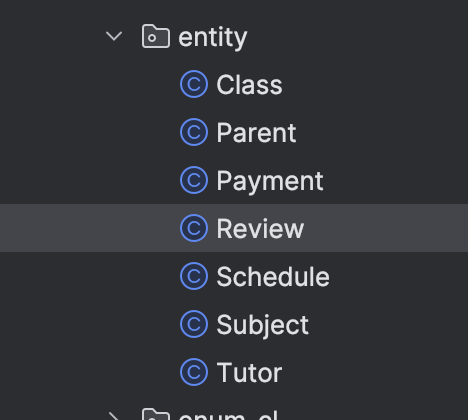 entity
Class
Parent
Payment
Review
Schedule
Subject
Tutor